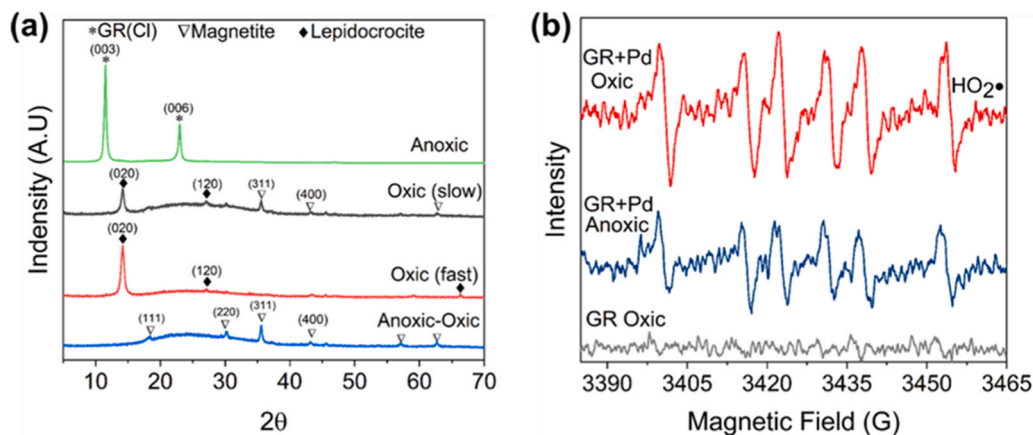 (a)
*GR(Cl) ▽Magnetite ◆Lepidocrocite
(003)
*
(006)
*
Anoxic
(020)
(120)
(311)
(400)
Oxic (slow)
(020)
(120)
Oxic (fast)
(111)
(220)
(311)
(400)
Anoxic-Oxic
Indensity (A.U)
10 20 30 40 50 60 70
2θ
(b)
GR+Pd
Oxic
HO2•
GR+Pd
Anoxic
GR Oxic
Intensity
3390 3405 3420 3435 3450 3465
Magnetic Field (G)